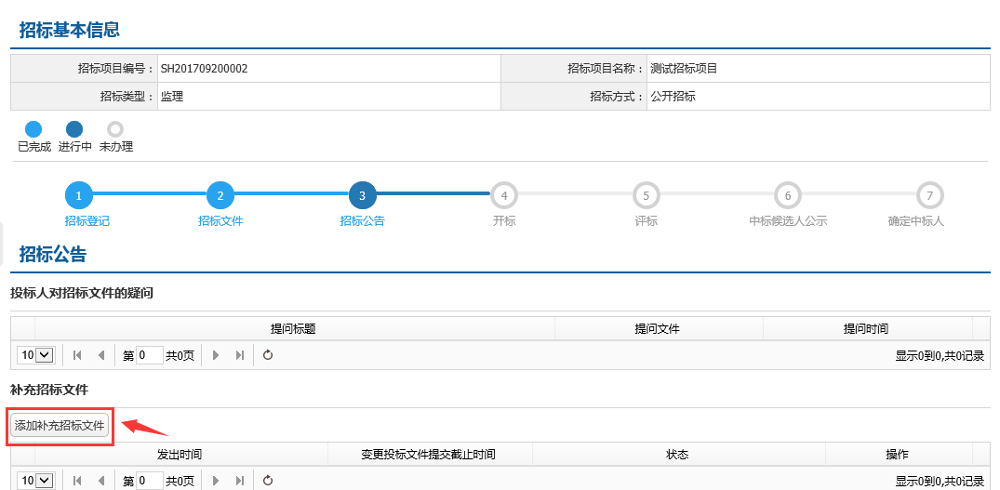 招标基本信息
招标项目编号： SH201709200002 招标项目名称： 测试招标项目
招标类型： 监理 招标方式： 公开招标
已完成 进行中 未办理
1 2 3 4 5 6 7
招标登记 招标文件 招标公告 开标 评标 中标候选人公示 确定中标人
招标公告
投标人对招标文件的疑问
提问标题 提问文件 提问时间
10 第 0 共0页 显示0到0,共0记录
补充招标文件
添加补充招标文件
发出时间 变更投标文件提交截止时间 状态 操作
10 第 0 共0页 显示0到0,共0记录